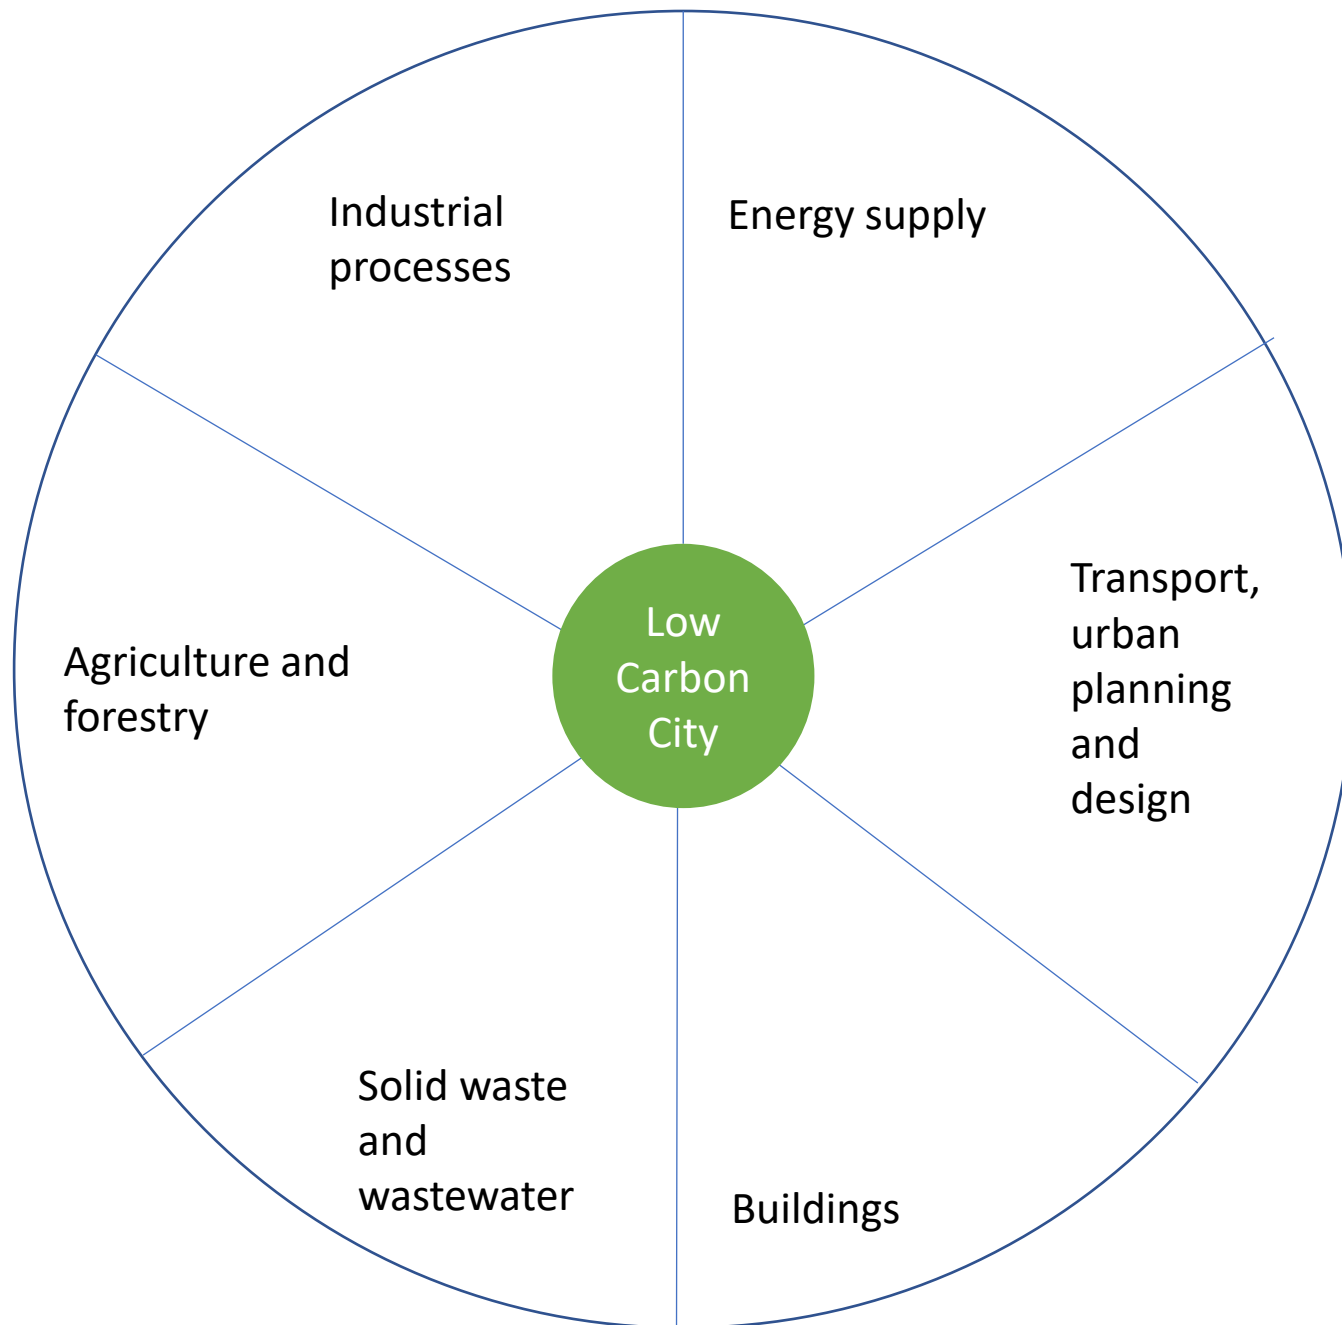 Industrial
processes
Energy supply
Transport,
urban
planning
and
design
Low
Carbon
City
Agriculture and
forestry
Solid waste
and
wastewater
Buildings